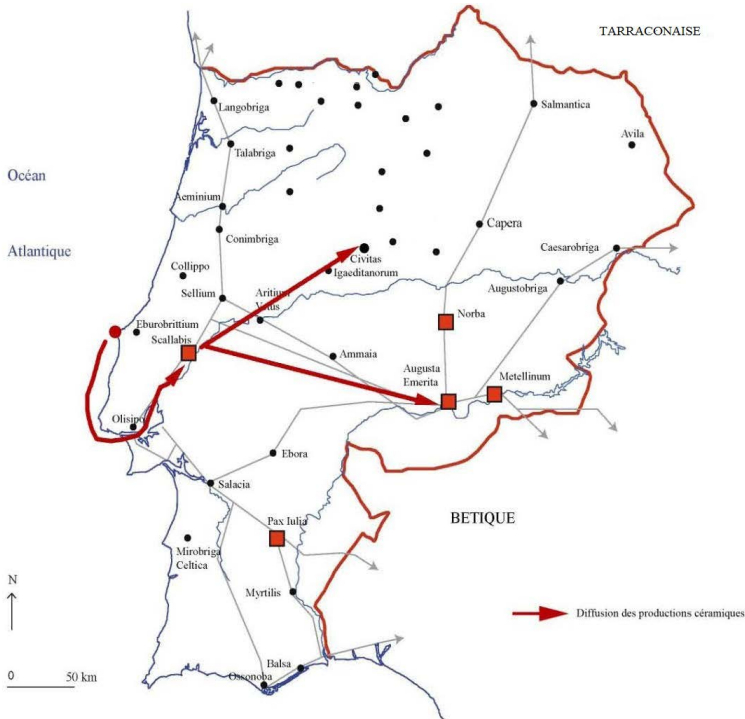 TARRACONAISE
Langobriga
Salmantica
Talabriga
Avila
Océan
Aeminium
Capera
Conimbriga
Atlantique
Civitas
Igaeditanorum
Caesarobriga
Collippo
Augustobriga
Sellium
Aritium
Vetus
Norba
Eburobrittium
Scallabis
Ammaia
Augusta
Emerita
Metellinum
Olisipo
Ebora
Salacia
BETIQUE
Pax Iulia
Mirobriga
Celtica
N
Myrtilis
Diffusion des productions céramiques
Balsa
Ossonoba
0 50 km